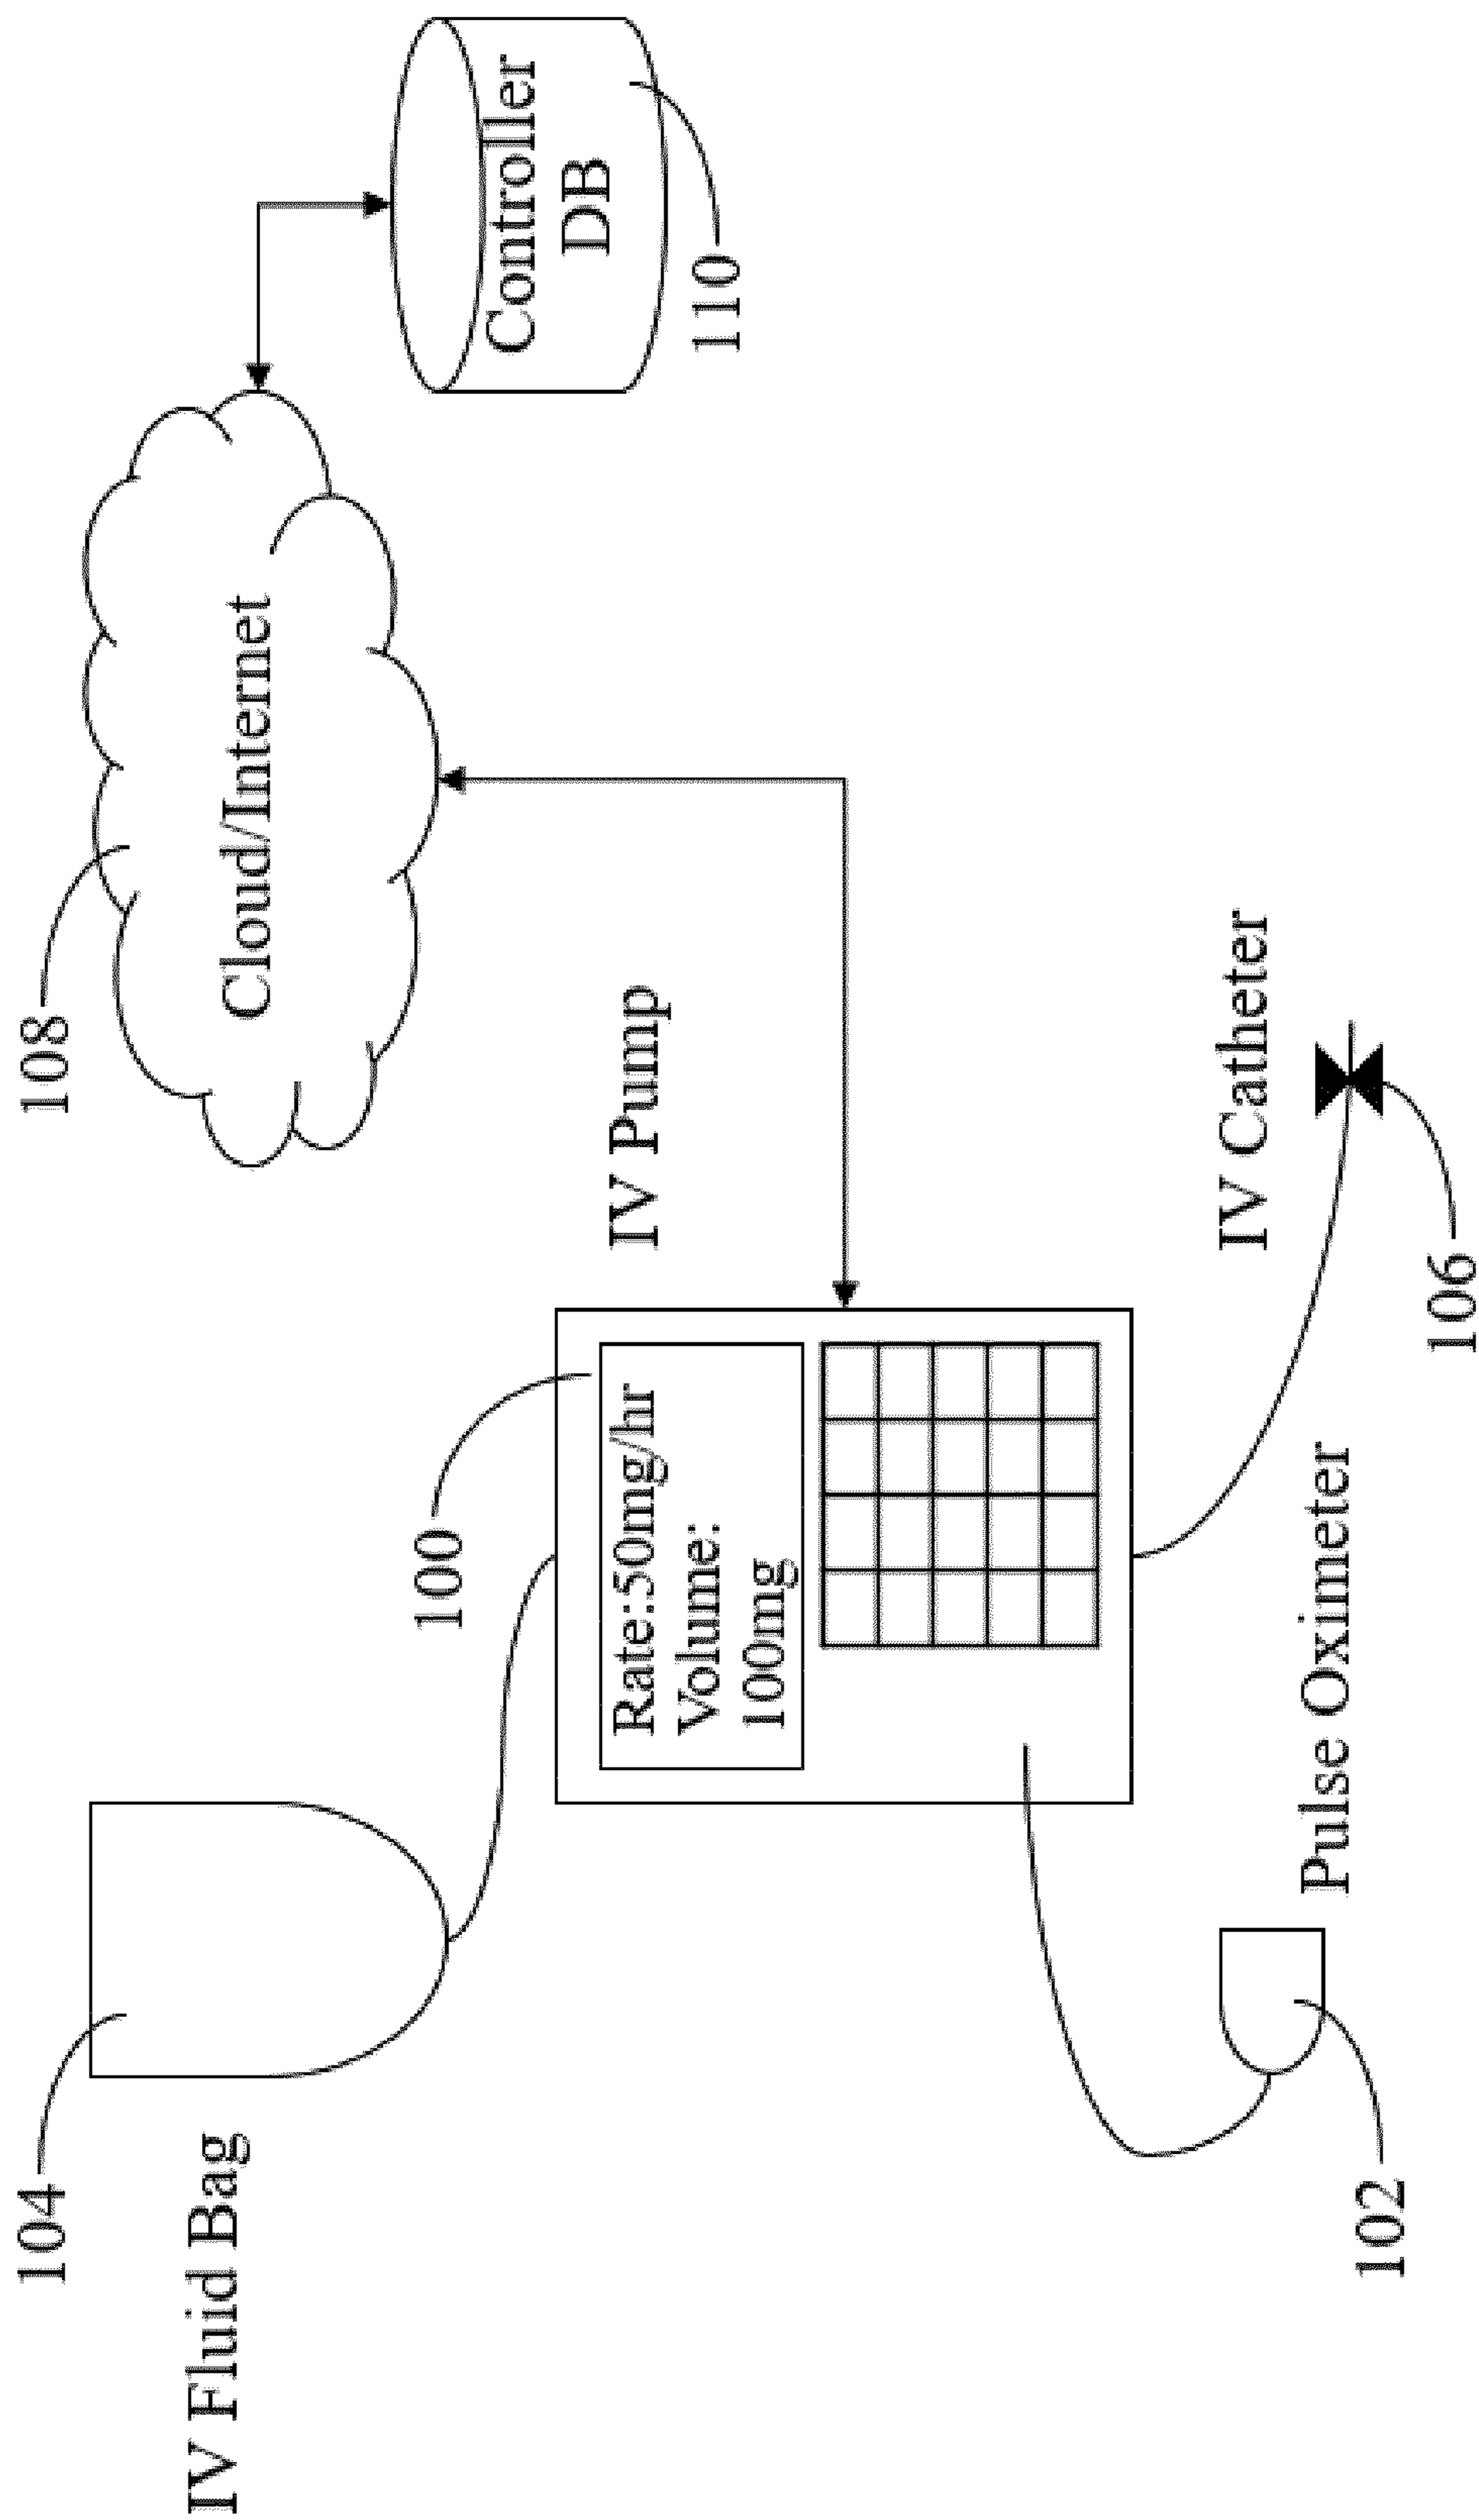 104
IV Fluid Bag
108
Cloud/Internet
Controller
DB
110
100
IV Pump
Rate:50mg/hr
Volume:
100mg
IV Catheter
106
Pulse Oximeter
102